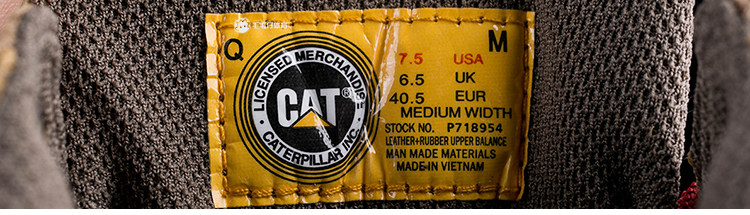 Q
M
LICENSED MERCHANDISE
CAT®
CATERPILLAR INC.
7.5 USA
6.5 UK
40.5 EUR
MEDIUM WIDTH
STOCK NO. P718954
LEATHER+RUBBER UPPER BALANCE
MAN MADE MATERIALS
MADE IN VIETNAM